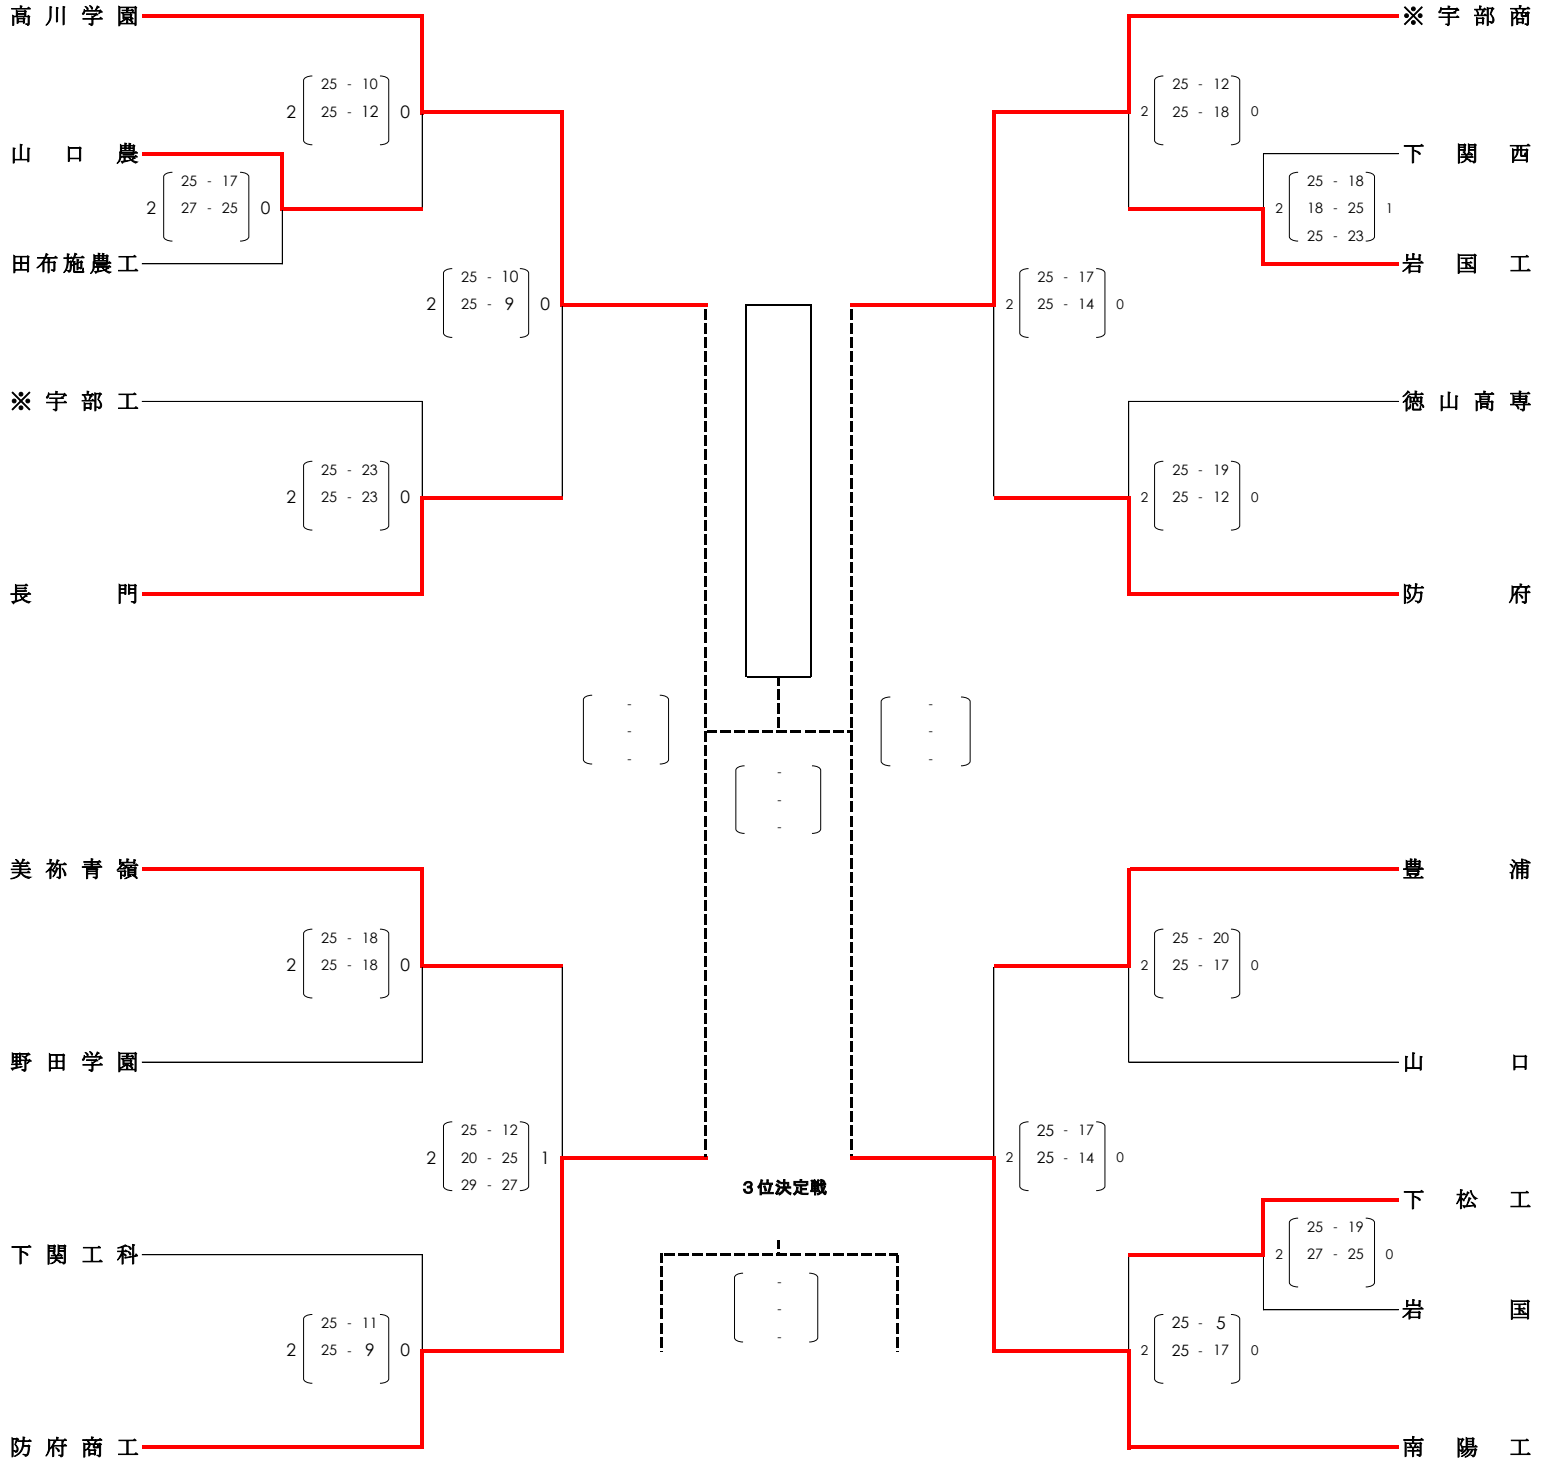 高川学園
25 - 10
2 25 - 12 0
山口農
25 - 17
2 27 - 25 0
田布施農工
25 - 10
2 25 - 9 0
※宇部工
25 - 23
2 25 - 23 0
長門
美祢青嶺
25 - 18
2 25 - 18 0
野田学園
25 - 12
2 20 - 25 1
29 - 27
下関工科
25 - 11
2 25 - 9 0
防府商工
-
-
-
-
-
-
-
-
-
3位決定戦
-
-
-
※宇部商
25 - 12
2 25 - 18 0
下関西
25 - 18
2 18 - 25 1
25 - 23
岩国工
25 - 17
2 25 - 14 0
徳山高専
25 - 19
2 25 - 12 0
防府
豊浦
25 - 20
2 25 - 17 0
山口
25 - 17
2 25 - 14 0
下松工
25 - 19
2 27 - 25 0
岩国
25 - 5
2 25 - 17 0
南陽工